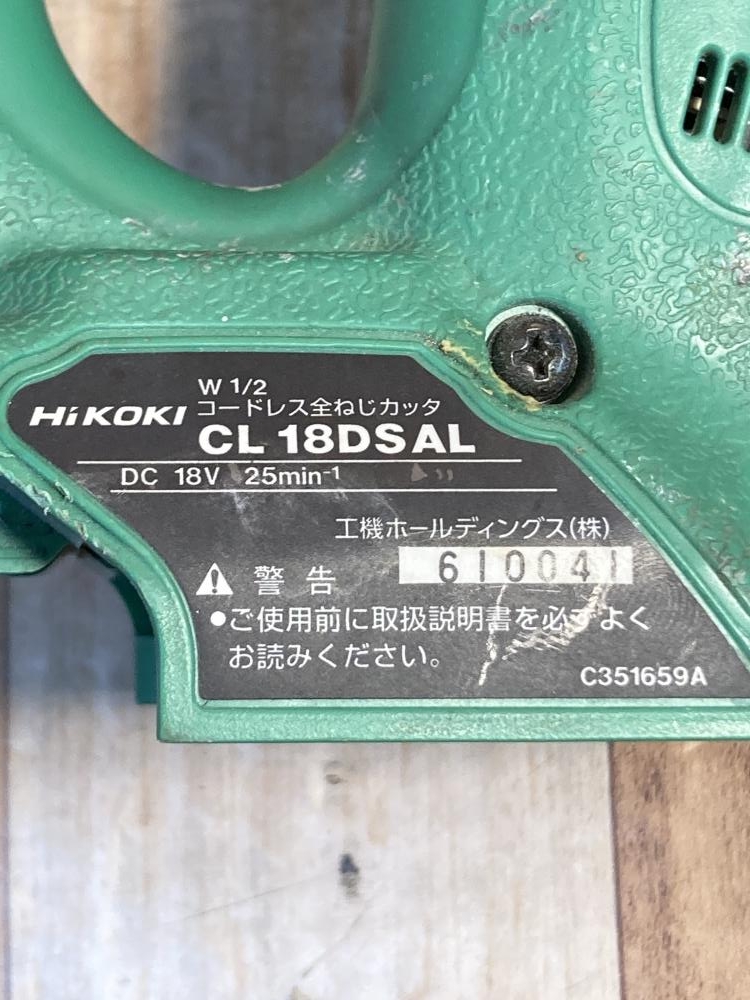 W 1/2
コードレス全ねじカッタ
HiKOKI CL 18DSAL
DC 18V 25min⁻¹
工機ホールディングス(株)
610041
警告
●ご使用前に取扱説明書を必ずよく
お読みください。
C351659A